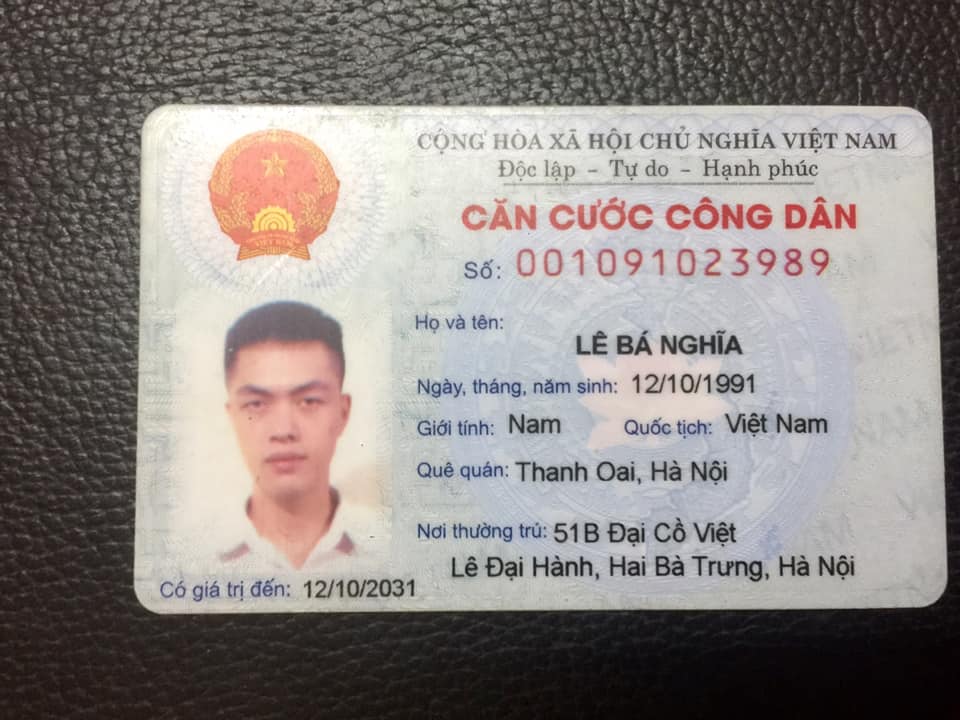 CỘNG HÒA XÃ HỘI CHỦ NGHĨA VIỆT NAM
Độc lập - Tự do - Hạnh phúc
CĂN CƯỚC CÔNG DÂN
Số: 001091023989
Họ và tên:
LÊ BÁ NGHĨA
Ngày, tháng, năm sinh: 12/10/1991
Giới tính: Nam Quốc tịch: Việt Nam
Quê quán: Thanh Oai, Hà Nội
Nơi thường trú: 51B Đại Cồ Việt
Lê Đại Hành, Hai Bà Trưng, Hà Nội
Có giá trị đến: 12/10/2031